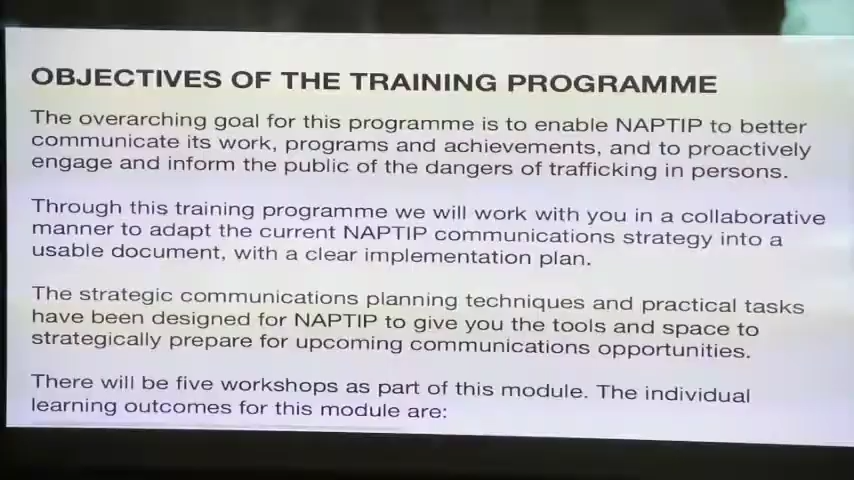 OBJECTIVES OF THE TRAINING PROGRAMME
The overarching goal for this programme is to enable NAPTIP to better
communicate its work, programs and achievements, and to proactively
engage and inform the public of the dangers of trafficking in persons.
Through this training programme we will work with you in a collaborative
manner to adapt the current NAPTIP communications strategy into a
usable document, with a clear implementation plan.
The strategic communications planning techniques and practical tasks
have been designed for NAPTIP to give you the tools and space to
strategically prepare for upcoming communications opportunities.
There will be five workshops as part of this module. The individual
learning outcomes for this module are: